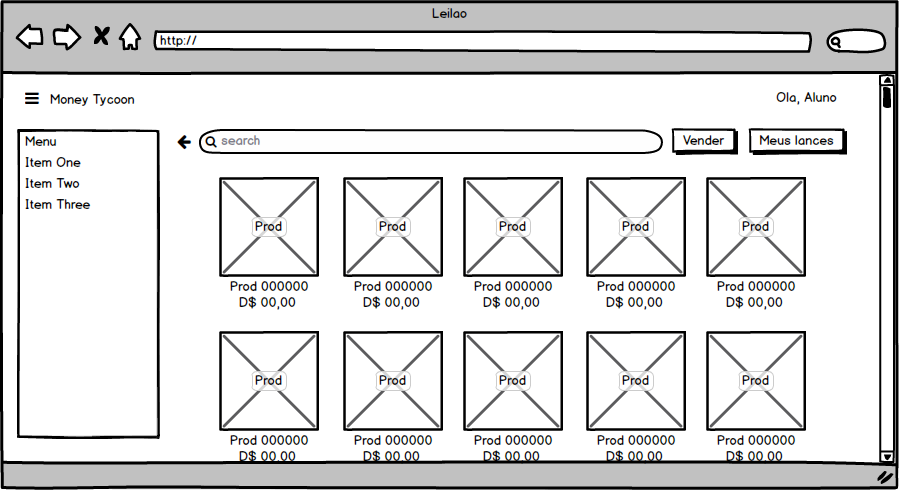 Leilao
http://
Money Tycoon
Ola, Aluno
Menu
Item One
Item Two
Item Three
search
Vender
Meus lances
Prod
Prod
Prod
Prod
Prod
Prod 000000
Prod 000000
Prod 000000
Prod 000000
Prod 000000
D$ 00,00
D$ 00,00
D$ 00,00
D$ 00,00
D$ 00,00
Prod
Prod
Prod
Prod
Prod
Prod 000000
Prod 000000
Prod 000000
Prod 000000
Prod 000000
D$ 00,00
D$ 00,00
D$ 00,00
D$ 00,00
D$ 00,00